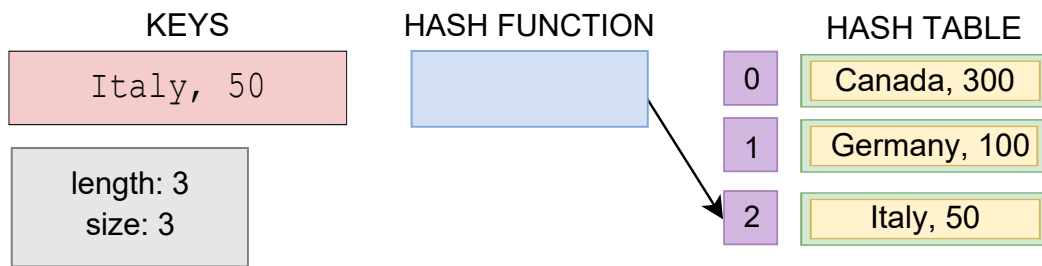 KEYS
HASH FUNCTION
HASH TABLE
Italy, 50
0
Canada, 300
1
Germany, 100
length: 3
size: 3
2
Italy, 50